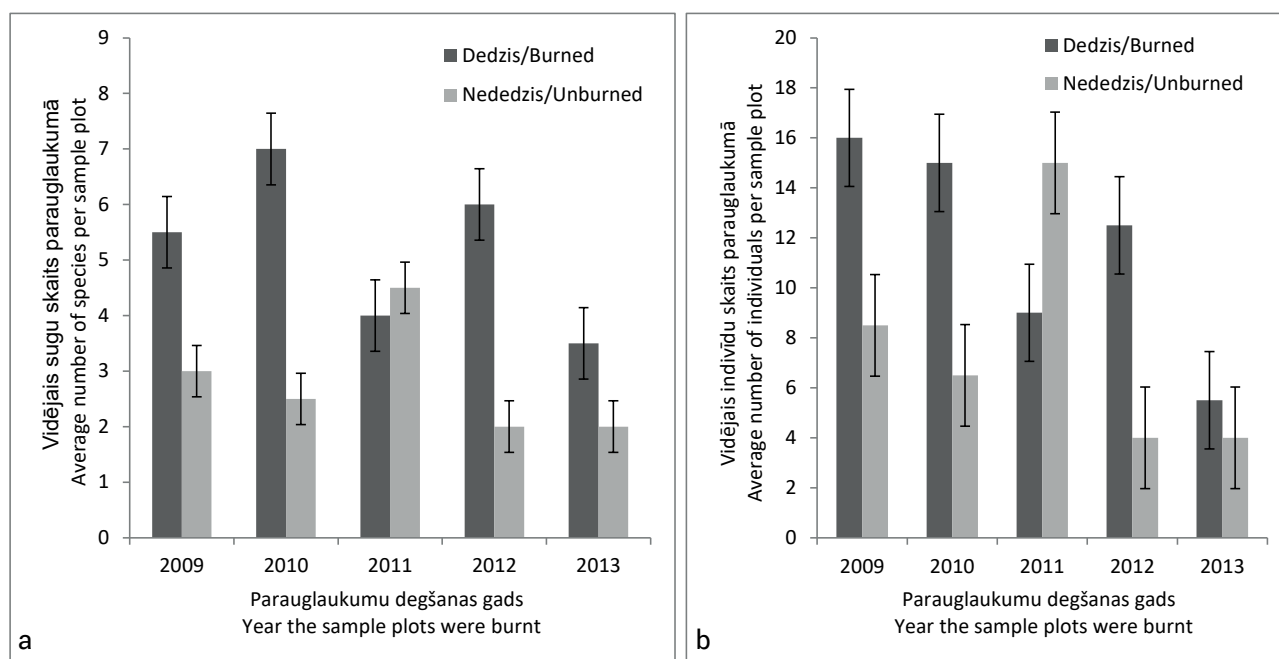 Vidējais sugu skaits parauglaukumā
Average number of species per sample plot
9
8
7
6
5
4
3
2
1
0
Dedzis/Burned
Nededzis/Unburned
2009 2010 2011 2012 2013
Parauglaukumu degšanas gads
Year the sample plots were burnt
a
Vidējais indivīdu skaits parauglaukumā
Average number of individuals per sample plot
20
18
16
14
12
10
8
6
4
2
0
Dedzis/Burned
Nededzis/Unburned
2009 2010 2011 2012 2013
Parauglaukumu degšanas gads
Year the sample plots were burnt
b